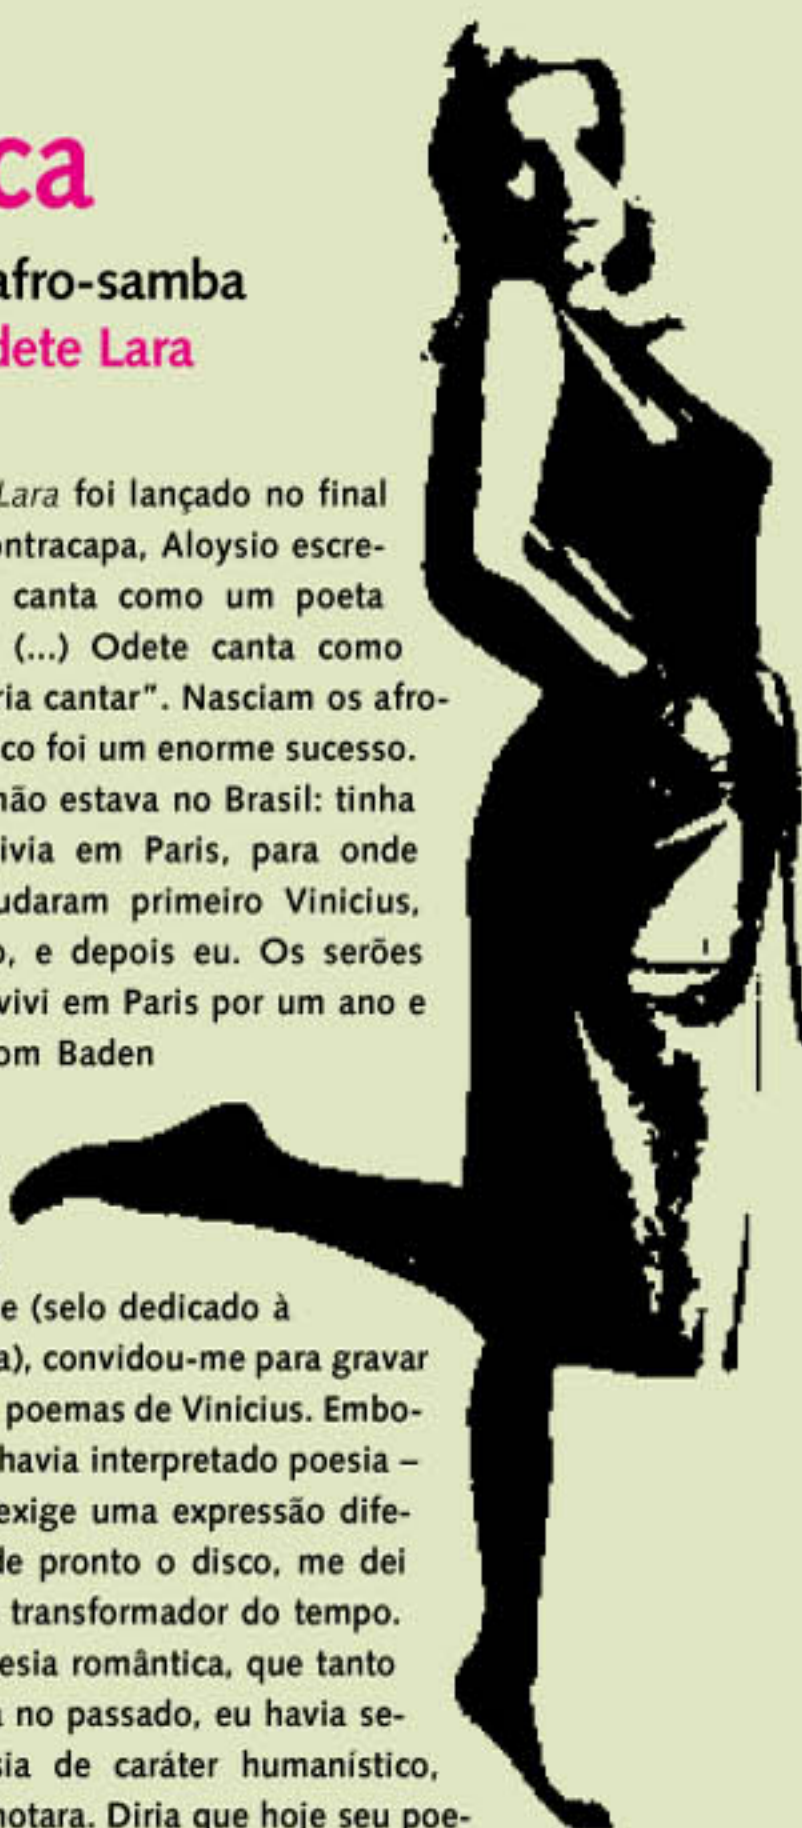 ca
afro-samba
dete Lara
Lara foi lançado no final
ontracapa, Aloysio escre-
canta como um poeta
(...) Odete canta como
ria cantar”. Nasciam os afro-
co foi um enorme sucesso.
não estava no Brasil: tinha
ivia em Paris, para onde
udaram primeiro Vinicius,
o, e depois eu. Os serões
vivi em Paris por um ano e
om Baden
e (selo dedicado à
a), convidou-me para gravar
poemas de Vinicius. Embo-
havia interpretado poesia –
exige uma expressão dife-
de pronto o disco, me dei
transformador do tempo.
esia romântica, que tanto
a no passado, eu havia se-
sia de caráter humanístico,
notara. Diria que hoje seu poe-